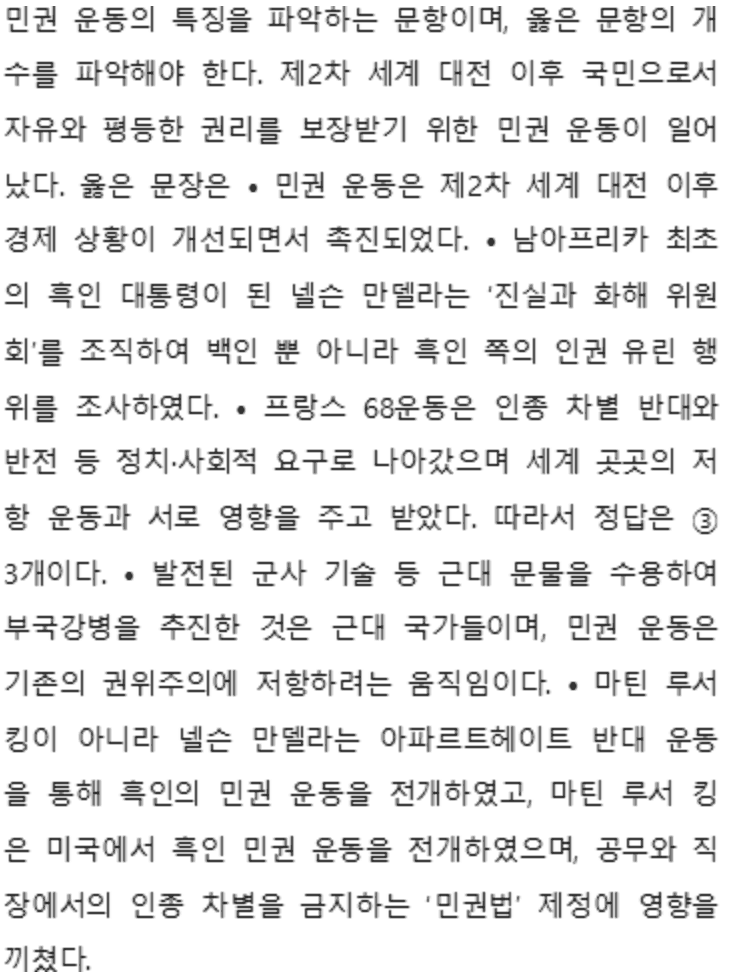 민권 운동의 특징을 파악하는 문항이며, 옳은 문항의 개
수를 파악해야 한다. 제2차 세계 대전 이후 국민으로서
자유와 평등한 권리를 보장받기 위한 민권 운동이 일어
났다. 옳은 문장은 • 민권 운동은 제2차 세계 대전 이후
경제 상황이 개선되면서 촉진되었다. • 남아프리카 최초
의 흑인 대통령이 된 넬슨 만델라는 '진실과 화해 위원
회'를 조직하여 백인 뿐 아니라 흑인 쪽의 인권 유린 행
위를 조사하였다. • 프랑스 68운동은 인종 차별 반대와
반전 등 정치·사회적 요구로 나아갔으며 세계 곳곳의 저
항 운동과 서로 영향을 주고 받았다. 따라서 정답은 ③
3개이다. • 발전된 군사 기술 등 근대 문물을 수용하여
부국강병을 추진한 것은 근대 국가들이며, 민권 운동은
기존의 권위주의에 저항하려는 움직임이다. • 마틴 루서
킹이 아니라 넬슨 만델라는 아파르트헤이트 반대 운동
을 통해 흑인의 민권 운동을 전개하였고, 마틴 루서 킹
은 미국에서 흑인 민권 운동을 전개하였으며, 공무와 직
장에서의 인종 차별을 금지하는 '민권법' 제정에 영향을
끼쳤다.